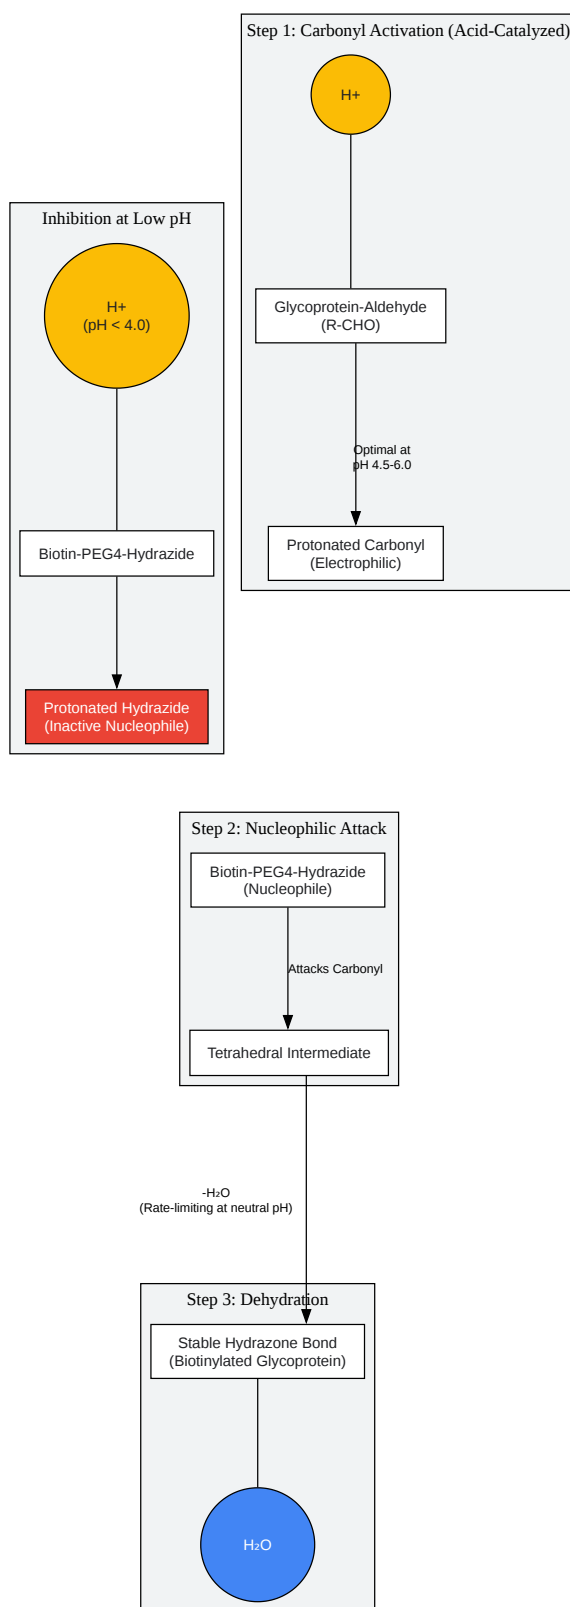 Step 1: Carbonyl Activation (Acid-Catalyzed)
H+
Glycoprotein-Aldehyde
(R-CHO)
Optimal at
pH 4.5-6.0
Protonated Carbonyl
(Electrophilic)
Inhibition at Low pH
H+
(pH < 4.0)
Biotin-PEG4-Hydrazide
Protonated Hydrazide
(Inactive Nucleophile)
Step 2: Nucleophilic Attack
Biotin-PEG4-Hydrazide
(Nucleophile)
Attacks Carbonyl
Tetrahedral Intermediate
-H₂O
(Rate-limiting at neutral pH)
Step 3: Dehydration
Stable Hydrazone Bond
(Biotinylated Glycoprotein)
H₂O